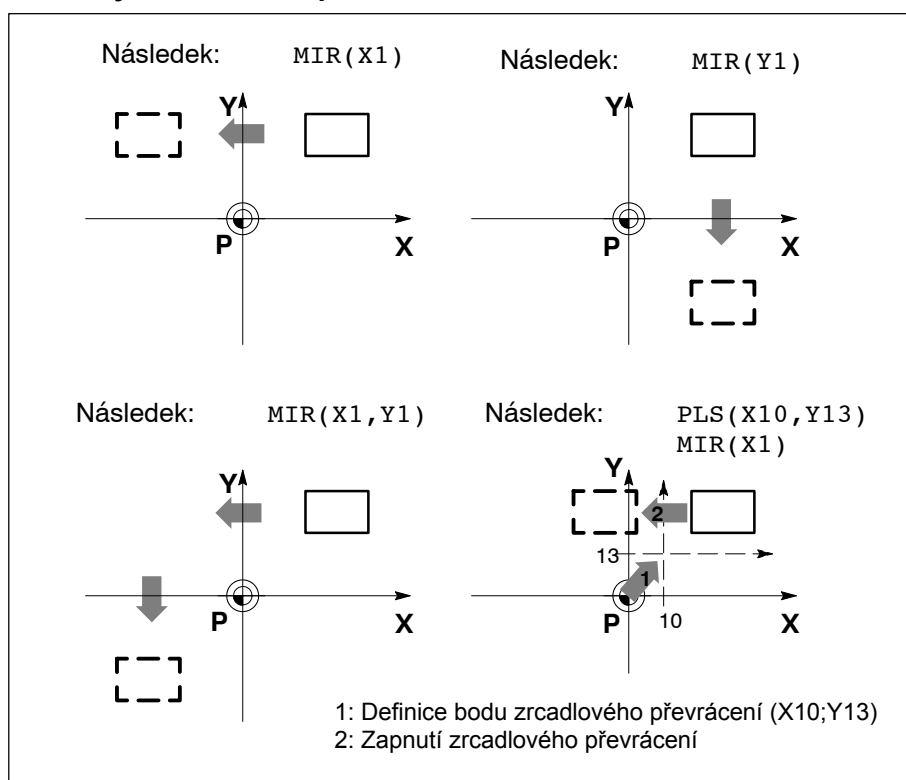 Následek: MIR(X1)
Y
P
X
Následek: MIR(Y1)
Y
P
X
Následek: MIR(X1,Y1)
Y
P
X
Následek: PLS(X10,Y13)
MIR(X1)
Y
2
13
1
P
10
X
1: Definice bodu zrcadlového převrácení (X10;Y13)
2: Zapnutí zrcadlového převrácení